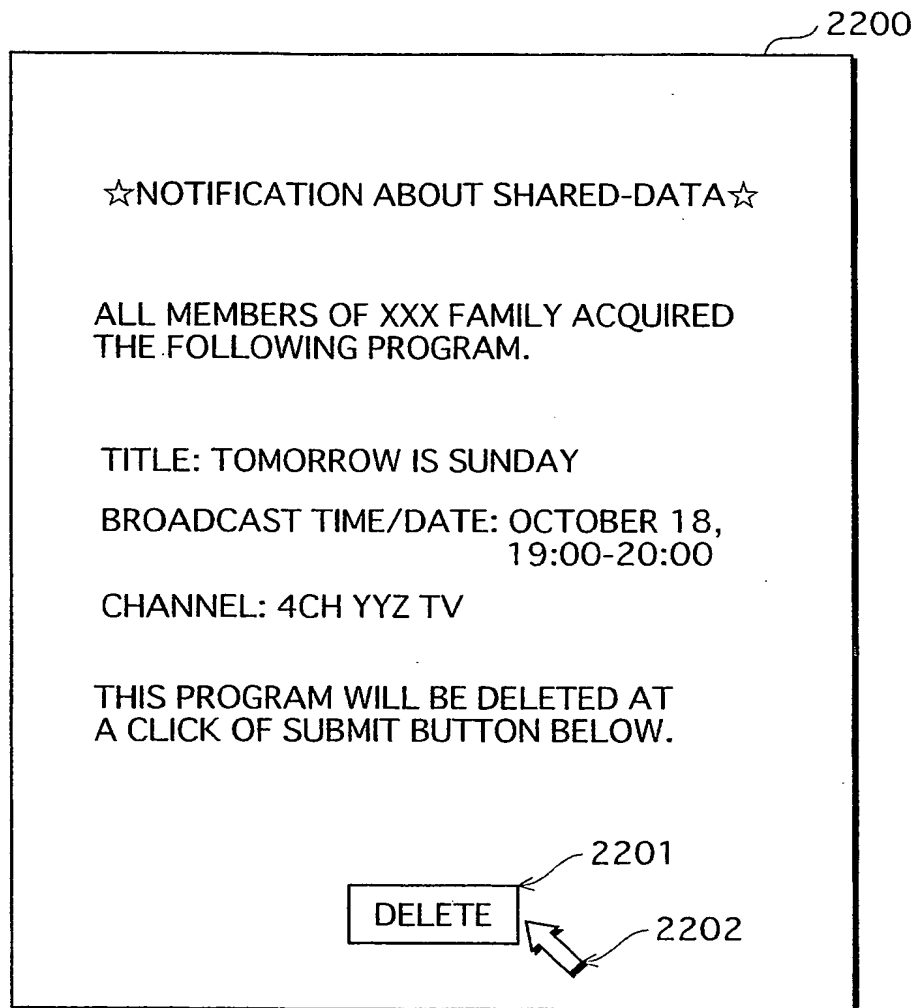 2200
☆NOTIFICATION ABOUT SHARED-DATA☆
ALL MEMBERS OF XXX FAMILY ACQUIRED
THE FOLLOWING PROGRAM.
TITLE: TOMORROW IS SUNDAY
BROADCAST TIME/DATE: OCTOBER 18,
19:00-20:00
CHANNEL: 4CH YYZ TV
THIS PROGRAM WILL BE DELETED AT
A CLICK OF SUBMIT BUTTON BELOW.
2201
DELETE
2202